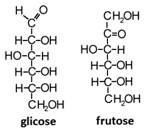 H O CH₂OH
H OH C=O
HO H HO H
H OH H OH
H OH H OH
CH₂OH CH₂OH
glicose frutose